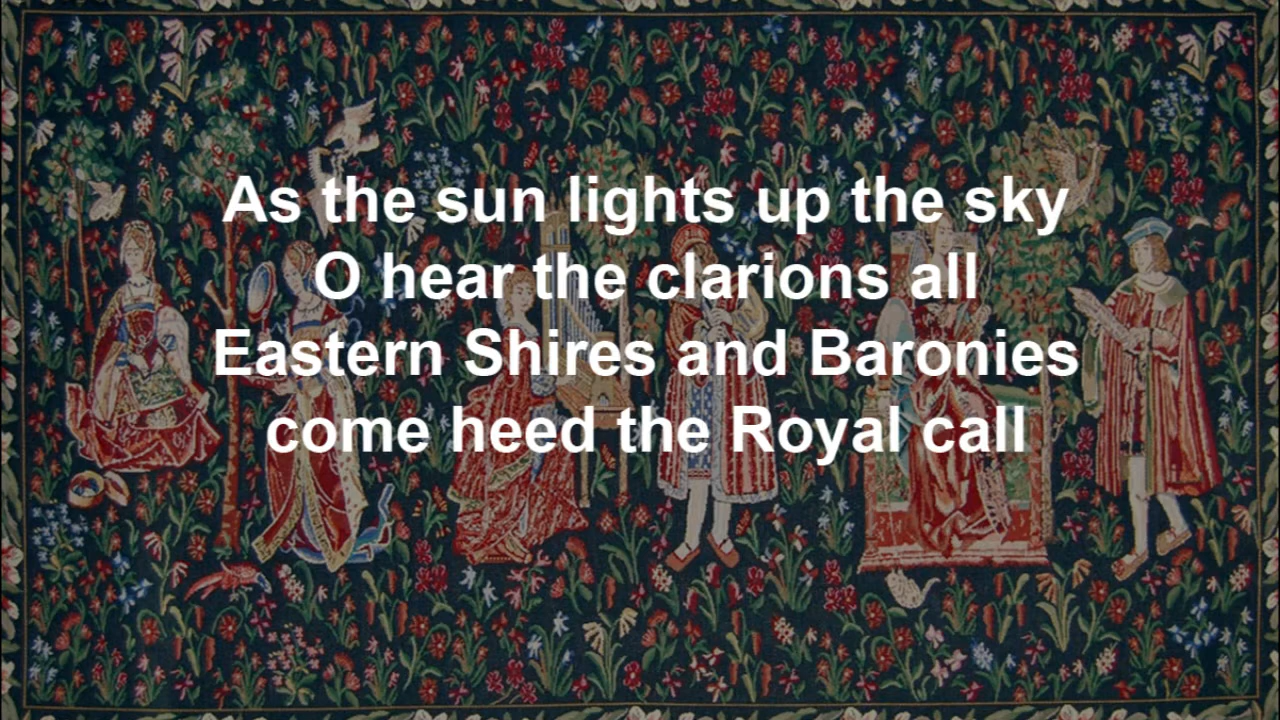 As the sun lights up the sky
O hear the clarions all
Eastern Shires and Baronies
come heed the Royal call